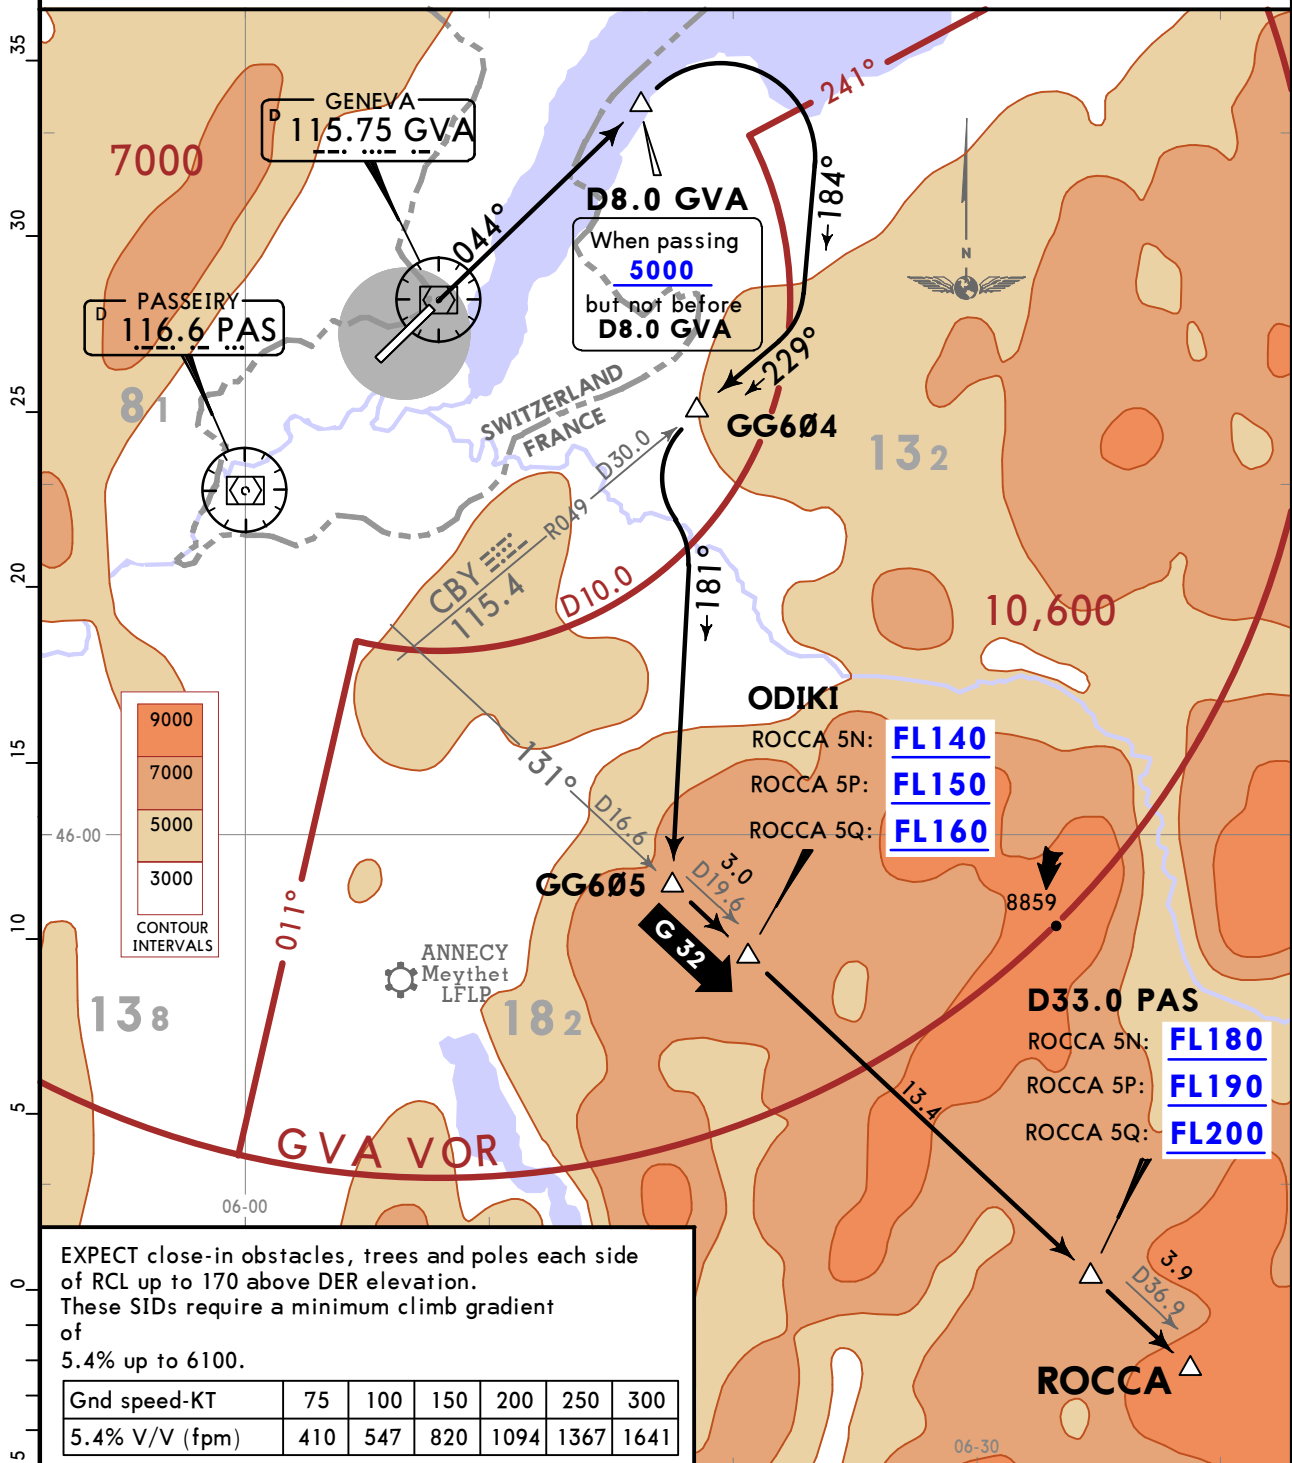 35
30
25
20
15
10
5
0
5
GENEVA
D 115.75 GVA
7000
PASSEIRY
D 116.6 PAS
81
044°
D8.0 GVA
When passing
5000
but not before
D8.0 GVA
241°
184°
229°
N
SWITZERLAND
FRANCE
GG6Ø4
132
D30.0
R049
CBY
115.4
D10.0
181°
10,600
9000
7000
5000
3000
CONTOUR
INTERVALS
46-00
131°
D16.6
ODIKI
ROCCA 5N: FL140
ROCCA 5P: FL150
ROCCA 5Q: FL160
GG6Ø5
3.0
D19.6
G 32
8859
011°
ANNECY
Meythet
LFLP
138
182
D33.0 PAS
ROCCA 5N: FL180
ROCCA 5P: FL190
ROCCA 5Q: FL200
13.4
GVA VOR
06-00
3.9
D36.9
ROCCA
06-30
EXPECT close-in obstacles, trees and poles each side
of RCL up to 170 above DER elevation.
These SIDs require a minimum climb gradient
of
5.4% up to 6100.
Gnd speed-KT 75 100 150 200 250 300
5.4% V/V (fpm) 410 547 820 1094 1367 1641